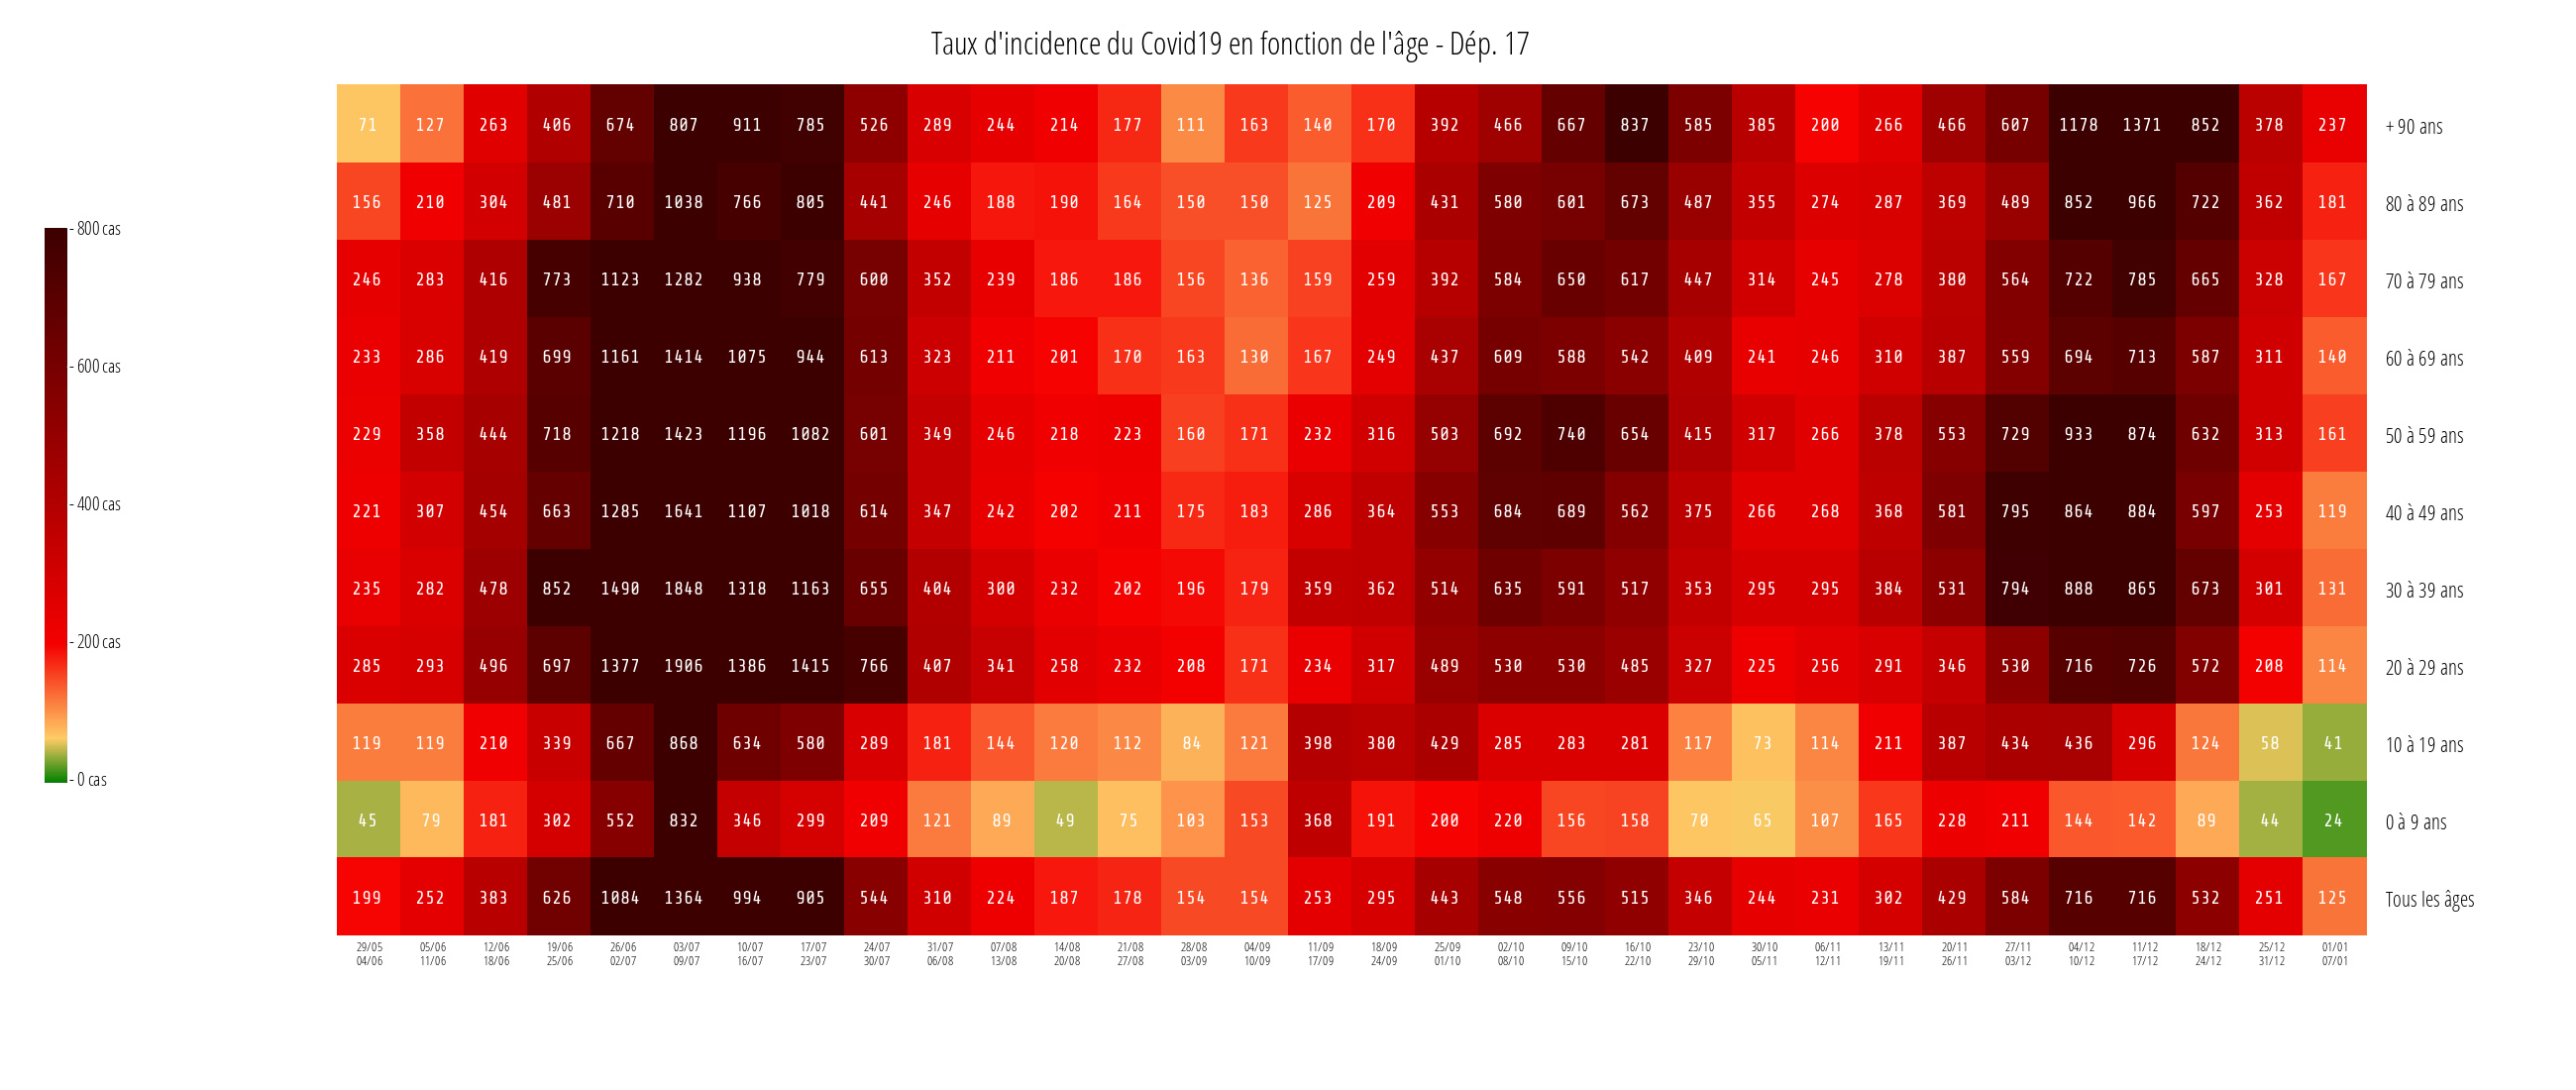 Taux d'incidence du Covid19 en fonction de l'âge - Dép. 17
- 800 cas
- 600 cas
- 400 cas
- 200 cas
- 0 cas
71 127 263 406 674 807 911 785 526 289 244 214 177 111 163 140 170 392 466 667 837 585 385 200 266 466 607 1178 1371 852 378 237 + 90 ans
156 210 304 481 710 1038 766 805 441 246 188 190 164 150 150 125 209 431 580 601 673 487 355 274 287 369 489 852 966 722 362 181 80 à 89 ans
246 283 416 773 1123 1282 938 779 600 352 239 186 186 156 136 159 259 392 584 650 617 447 314 245 278 380 564 722 785 665 328 167 70 à 79 ans
233 286 419 699 1161 1414 1075 944 613 323 211 201 170 163 130 167 249 437 609 588 542 409 241 246 310 387 559 694 713 587 311 140 60 à 69 ans
229 358 444 718 1218 1423 1196 1082 601 349 246 218 223 160 171 232 316 503 692 740 654 415 317 266 378 553 729 933 874 632 313 161 50 à 59 ans
221 307 454 663 1285 1641 1107 1018 614 347 242 202 211 175 183 286 364 553 684 689 562 375 266 268 368 581 795 864 884 597 253 119 40 à 49 ans
235 282 478 852 1490 1848 1318 1163 655 404 300 232 202 196 179 359 362 514 635 591 517 353 295 295 384 531 794 888 865 673 301 131 30 à 39 ans
285 293 496 697 1377 1906 1386 1415 766 407 341 258 232 208 171 234 317 489 530 530 485 327 225 256 291 346 530 716 726 572 208 114 20 à 29 ans
119 119 210 339 667 868 634 580 289 181 144 120 112 84 121 398 380 429 285 283 281 117 73 114 211 387 434 436 296 124 58 41 10 à 19 ans
45 79 181 302 552 832 346 299 209 121 89 49 75 103 153 368 191 200 220 156 158 70 65 107 165 228 211 144 142 89 44 24 0 à 9 ans
199 252 383 626 1084 1364 994 905 544 310 224 187 178 154 154 253 295 443 548 556 515 346 244 231 302 429 584 716 716 532 251 125 Tous les âges
29/05 05/06 12/06 19/06 26/06 03/07 10/07 17/07 24/07 31/07 07/08 14/08 21/08 28/08 04/09 11/09 18/09 25/09 02/10 09/10 16/10 23/10 30/10 06/11 13/11 20/11 27/11 04/12 11/12 18/12 25/12 01/01
04/06 11/06 18/06 25/06 02/07 09/07 16/07 23/07 30/07 06/08 13/08 20/08 27/08 03/09 10/09 17/09 24/09 01/10 08/10 15/10 22/10 29/10 05/11 12/11 19/11 26/11 03/12 10/12 17/12 24/12 31/12 07/01